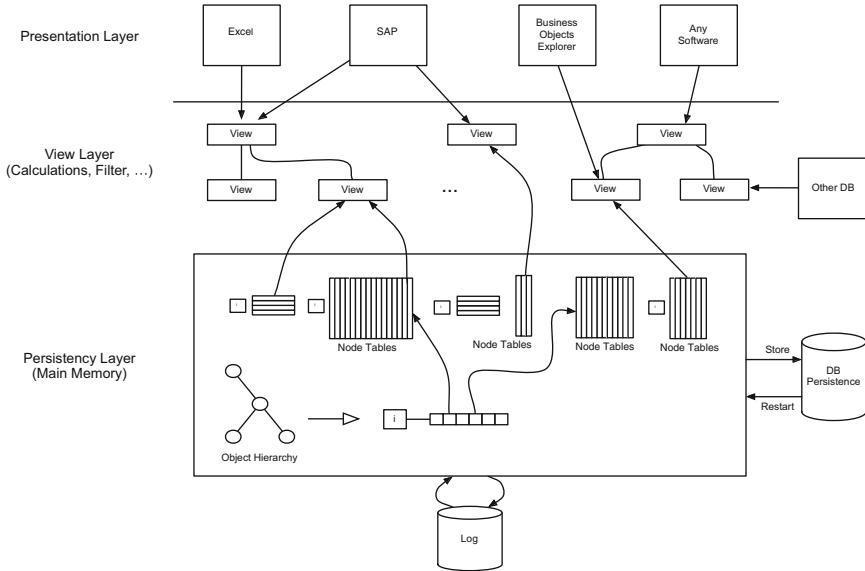 Presentation Layer
Excel
SAP
Business
Objects
Explorer
Any
Software
View Layer
(Calculations, Filter, …)
View
View
View
View
View
...
View
View
Other DB
Persistency Layer
(Main Memory)
i
i
i
i
Node Tables
Node Tables
Node Tables
Node Tables
Store
DB
Persistence
Restart
i
Object Hierarchy
Log